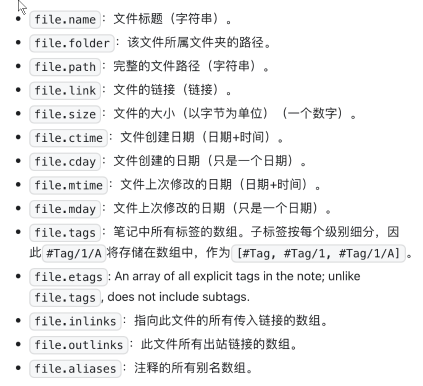 file.name：文件标题（字符串）。
file.folder：该文件所属文件夹的路径。
file.path：完整的文件路径（字符串）。
file.link：文件的链接（链接）。
file.size：文件的大小（以字节为单位）（一个数字）。
file.ctime：文件创建日期（日期+时间）。
file.cday：文件创建的日期（只是一个日期）。
file.mtime：文件上次修改的日期（日期+时间）。
file.mday：文件上次修改的日期（只是一个日期）。
file.tags：笔记中所有标签的数组。子标签按每个级别细分，因
此 #Tag/1/A 将存储在数组中，作为 [#Tag, #Tag/1, #Tag/1/A] 。
file.etags: An array of all explicit tags in the note; unlike
file.tags, does not include subtags.
file.inlinks：指向此文件的所有传入链接的数组。
file.outlinks：此文件所有出站链接的数组。
file.aliases：注释的所有别名数组。